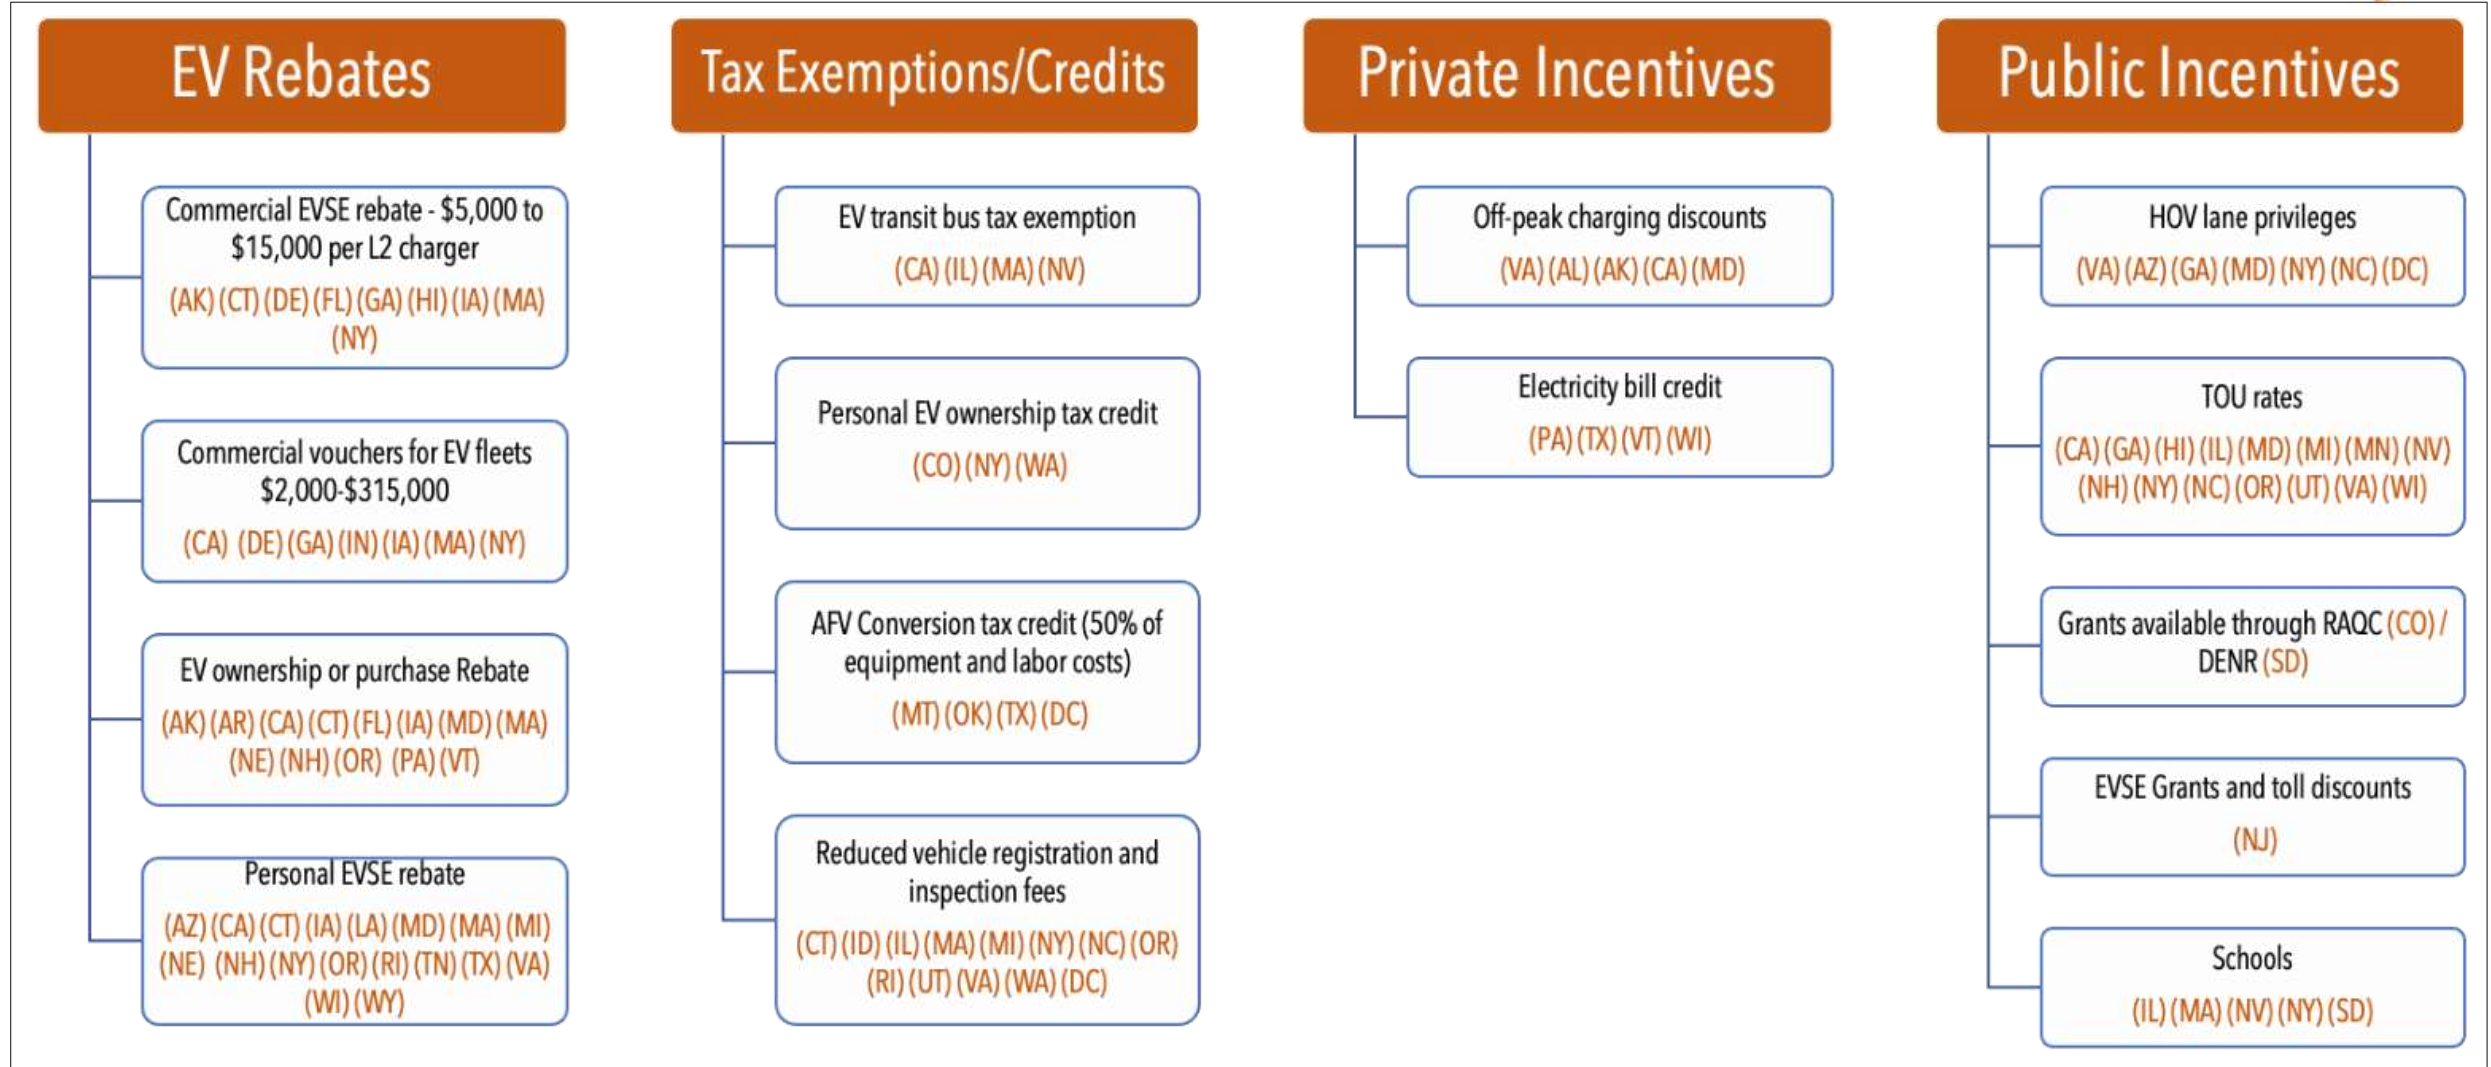 EV Rebates
Commercial EVSE rebate - $5,000 to
$15,000 per L2 charger
(AK) (CT) (DE) (FL) (GA) (HI) (IA) (MA)
(NY)
Commercial vouchers for EV fleets
$2,000-$315,000
(CA) (DE) (GA) (IN) (IA) (MA) (NY)
EV ownership or purchase Rebate
(AK) (AR) (CA) (CT) (FL) (IA) (MD) (MA)
(NE) (NH) (OR) (PA) (VT)
Personal EVSE rebate
(AZ) (CA) (CT) (IA) (LA) (MD) (MA) (MI)
(NE) (NH) (NY) (OR) (RI) (TN) (TX) (VA)
(WI) (WY)
Tax Exemptions/Credits
EV transit bus tax exemption
(CA) (IL) (MA) (NV)
Personal EV ownership tax credit
(CO) (NY) (WA)
AFV Conversion tax credit (50% of
equipment and labor costs)
(MT) (OK) (TX) (DC)
Reduced vehicle registration and
inspection fees
(CT) (ID) (IL) (MA) (MI) (NY) (NC) (OR)
(RI) (UT) (VA) (WA) (DC)
Private Incentives
Off-peak charging discounts
(VA) (AL) (AK) (CA) (MD)
Electricity bill credit
(PA) (TX) (VT) (WI)
Public Incentives
HOV lane privileges
(VA) (AZ) (GA) (MD) (NY) (NC) (DC)
TOU rates
(CA) (GA) (HI) (IL) (MD) (MI) (MN) (NV)
(NH) (NY) (NC) (OR) (UT) (VA) (WI)
Grants available through RAQC (CO) /
DENR (SD)
EVSE Grants and toll discounts
(NJ)
Schools
(IL) (MA) (NV) (NY) (SD)